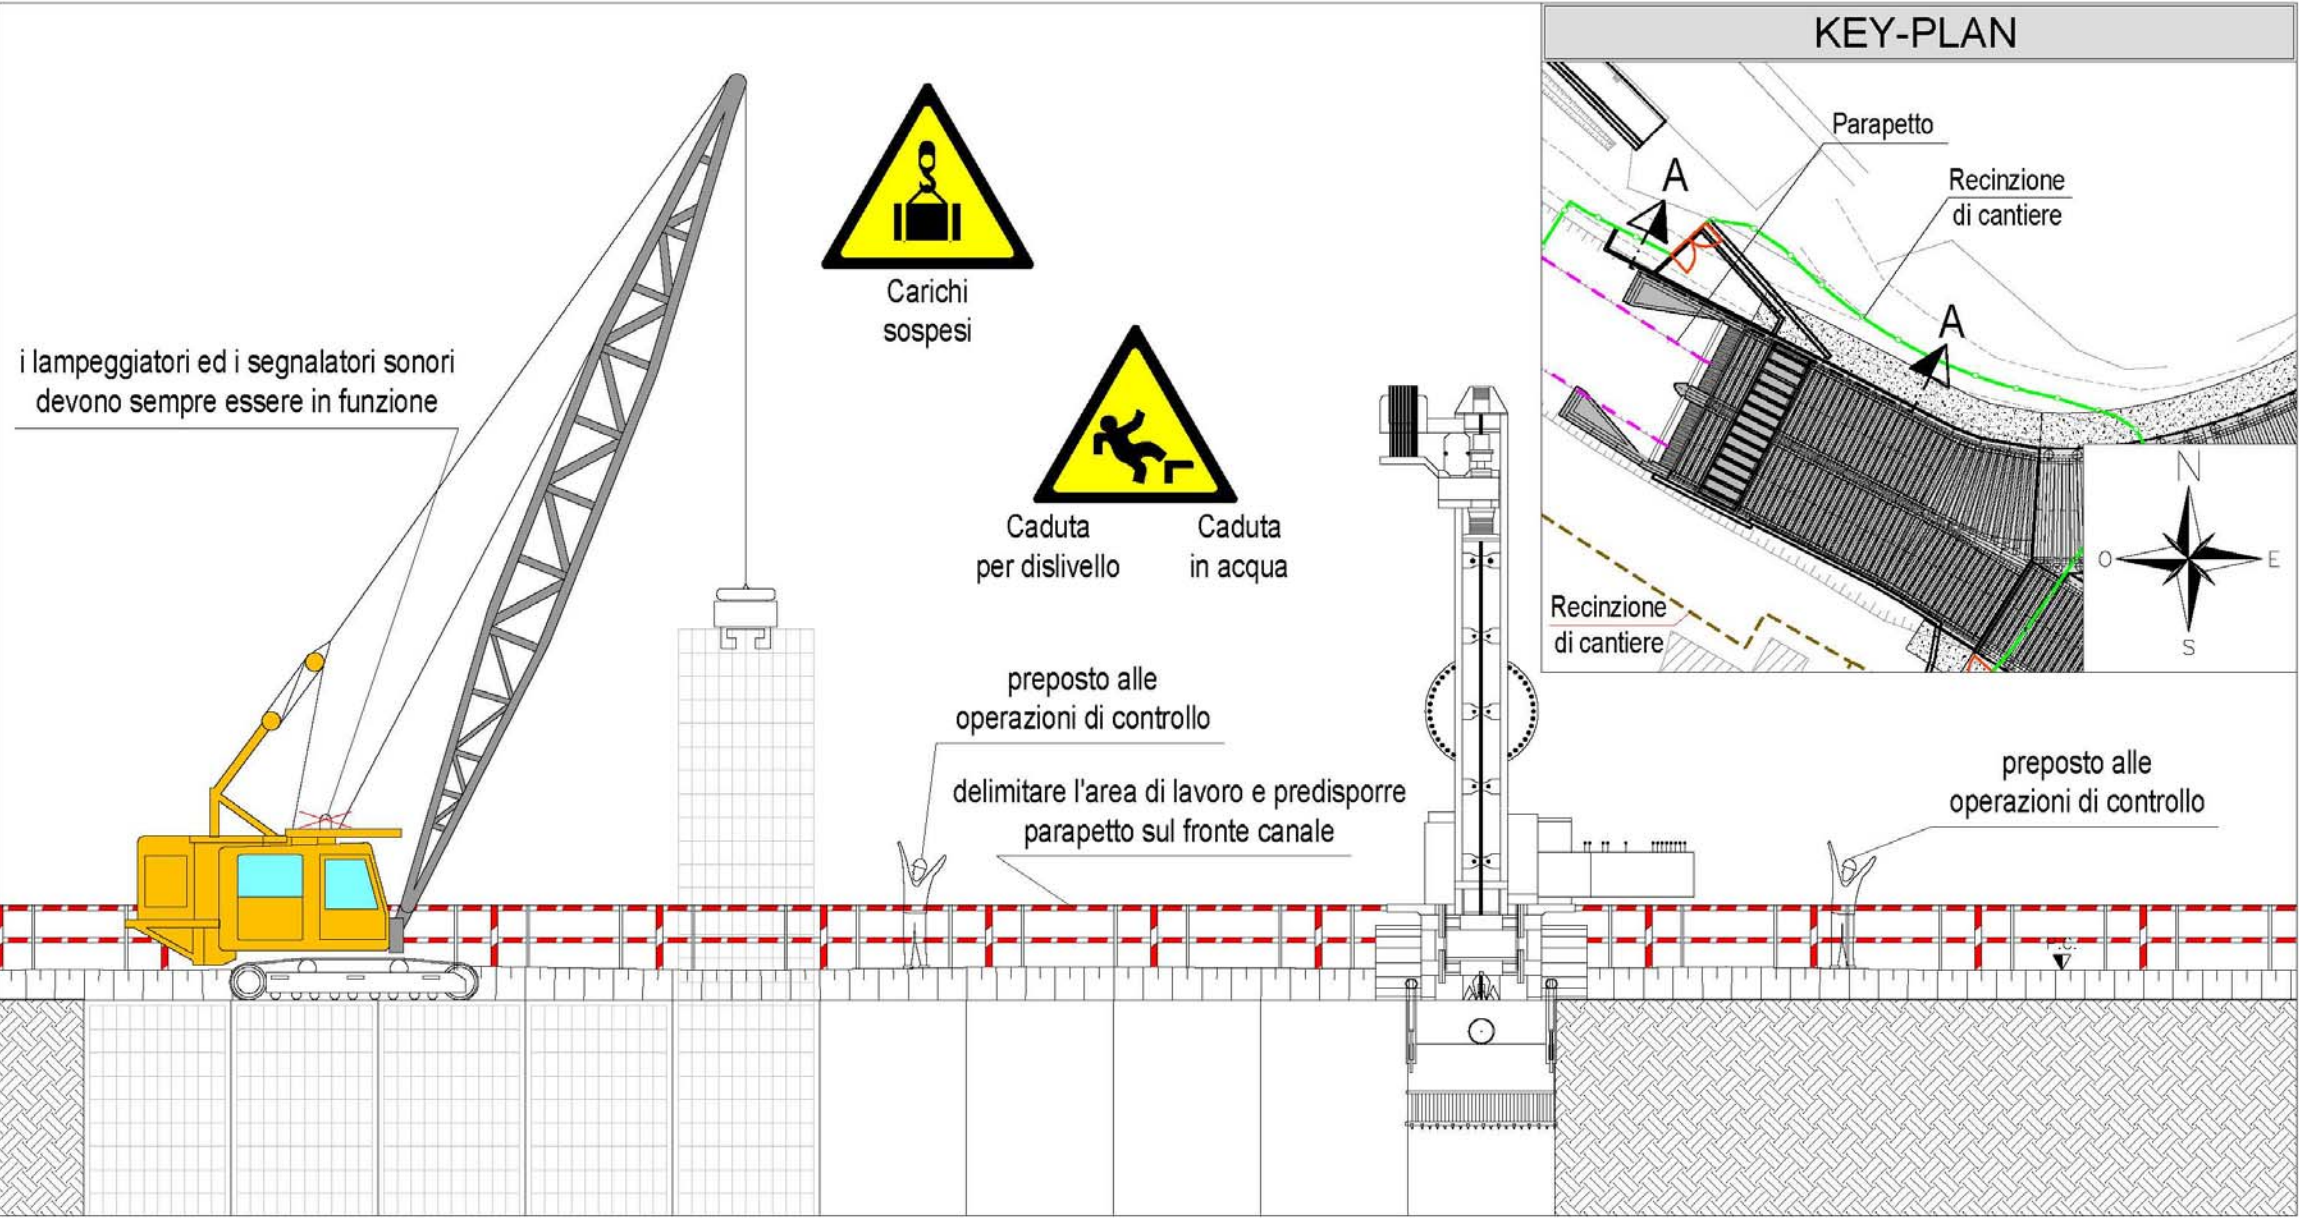 KEY-PLAN
Parapetto
A
Recinzione
di cantiere
A
N
O
E
S
Recinzione
di cantiere
Carichi
sospesi
i lampeggiatori ed i segnalatori sonori
devono sempre essere in funzione
Caduta
per dislivello
Caduta
in acqua
preposto alle
operazioni di controllo
delimitare l'area di lavoro e predisporre
parapetto sul fronte canale
preposto alle
operazioni di controllo
P.C.